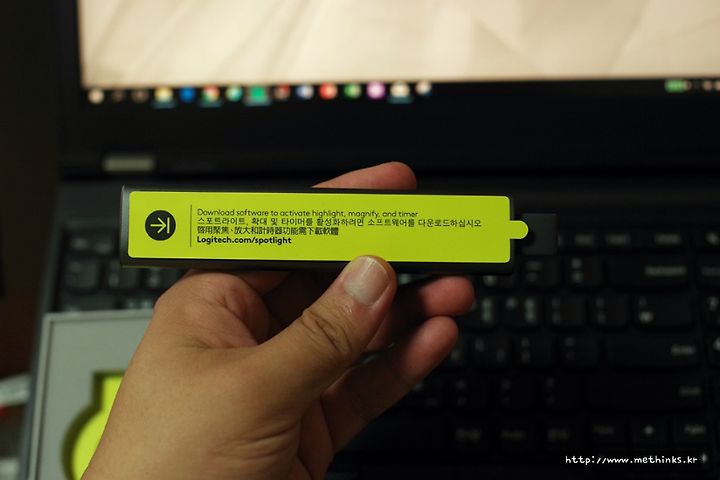 Download software to activate highlight, magnify, and timer
스포트라이트, 확대 및 타이머를 활성화하려면 소프트웨어를 다운로드하십시오
啓用聚焦、放大和計時器功能需下載軟體
Logitech.com/spotlight
http://www.methinks.kr